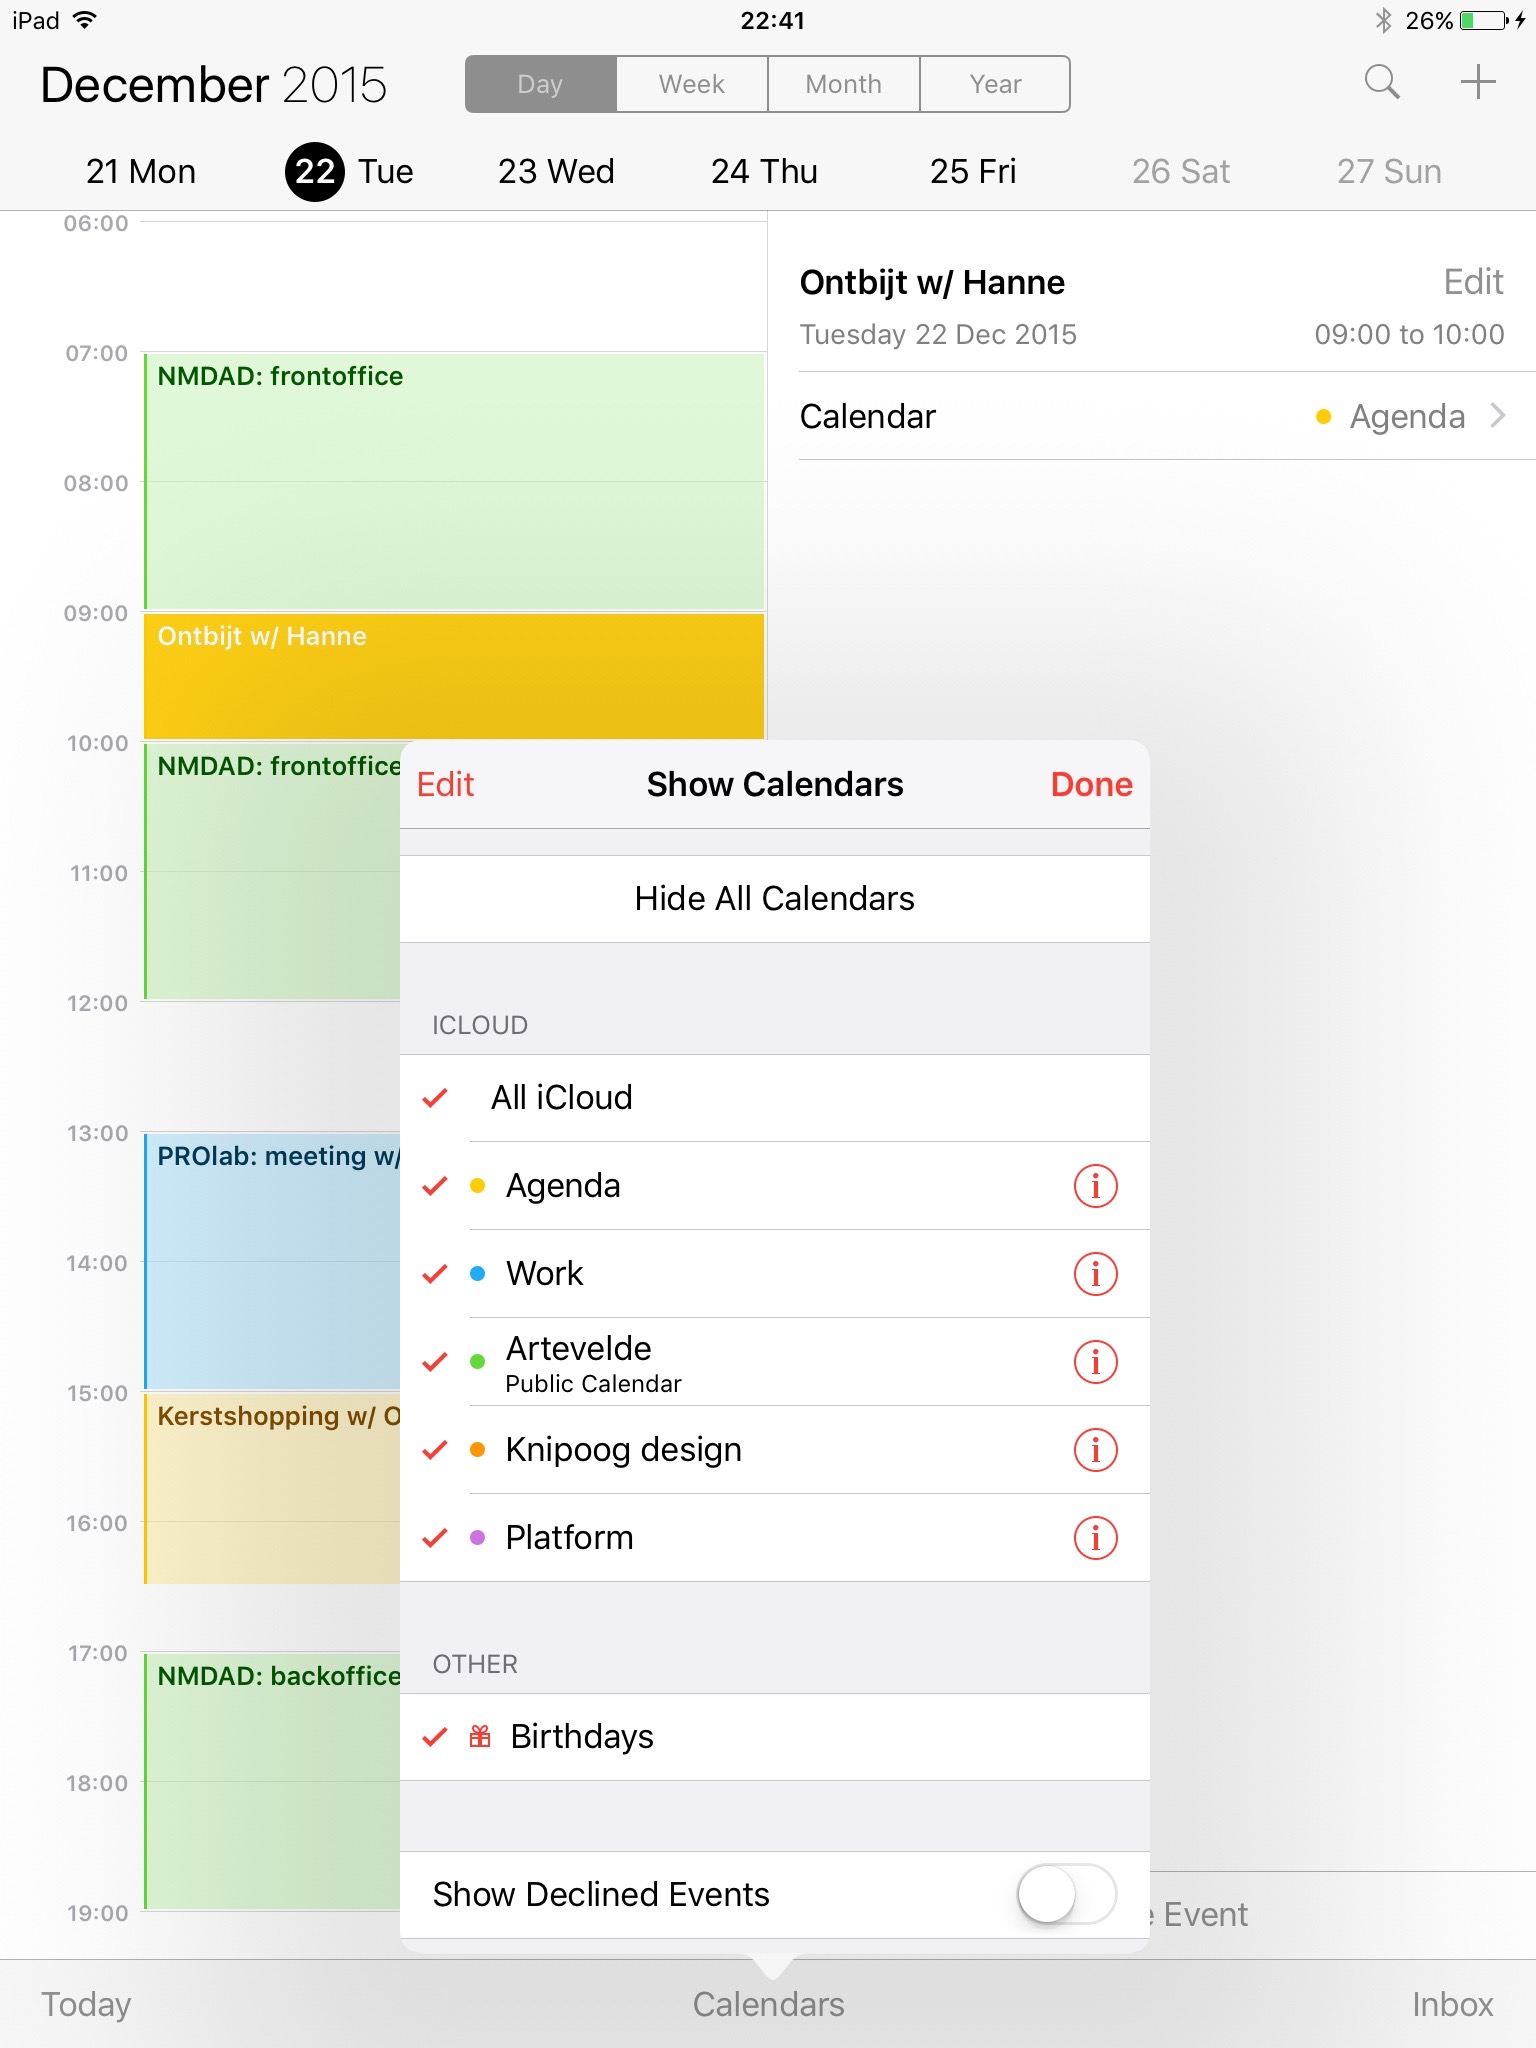 iPad 22:41 26%
December 2015 Day Week Month Year
21 Mon 22 Tue 23 Wed 24 Thu 25 Fri 26 Sat 27 Sun
06:00
07:00
NMDAD: frontoffice
08:00
09:00
Ontbijt w/ Hanne
10:00
NMDAD: frontoffice
11:00
12:00
13:00
PROlab: meeting w/
14:00
15:00
Kerstshopping w/ O
16:00
17:00
NMDAD: backoffice
18:00
19:00
Ontbijt w/ Hanne Edit
Tuesday 22 Dec 2015 09:00 to 10:00
Calendar Agenda
Edit Show Calendars Done
Hide All Calendars
ICLOUD
All iCloud
Agenda
Work
Artevelde
Public Calendar
Knipoog design
Platform
OTHER
Birthdays
Show Declined Events
Event
Today Calendars Inbox